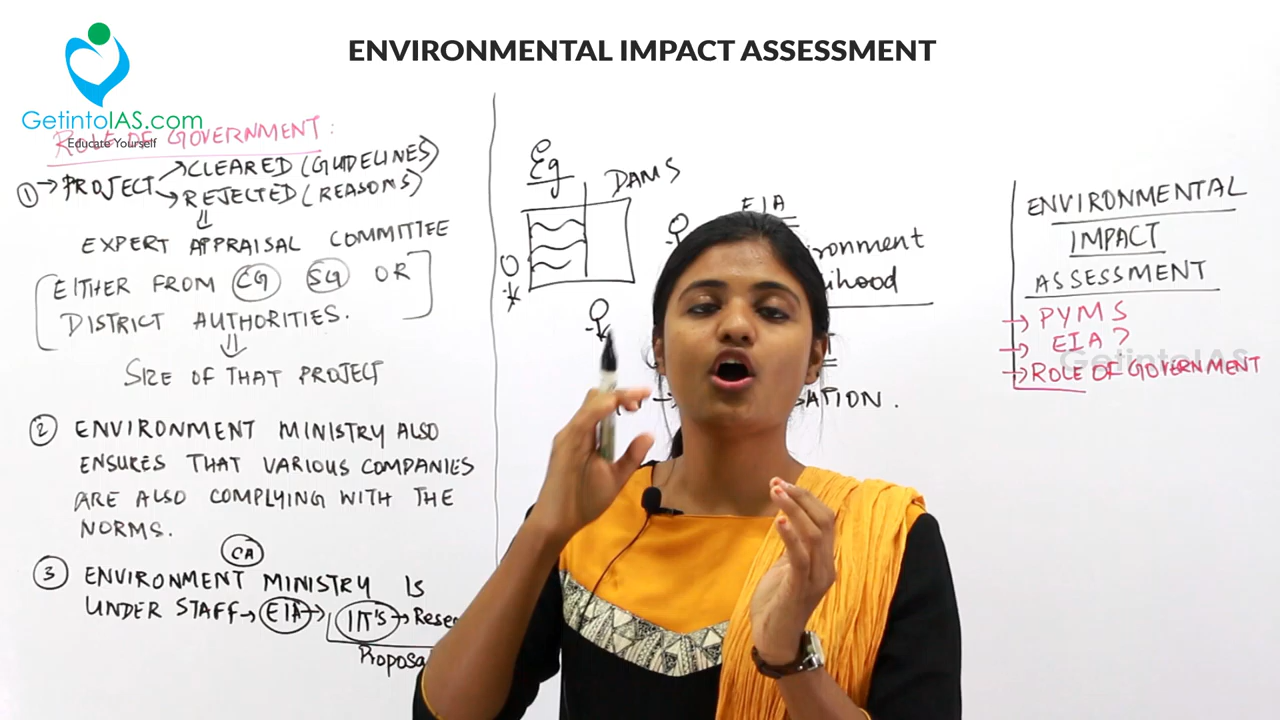 ENVIRONMENTAL IMPACT ASSESSMENT
GetintoIAS.com
Educate Yourself
ROLE OF GOVERNMENT:
① → PROJECT → CLEARED (GUIDELINES)
→ REJECTED (REASONS)
EXPERT APPRAISAL COMMITTEE
[EITHER FROM CG SG OR
DISTRICT AUTHORITIES.]
SIZE OF THAT PROJECT
② ENVIRONMENT MINISTRY ALSO
ENSURES THAT VARIOUS COMPANIES
ARE ALSO COMPLYING WITH THE
NORMS.
CA
③ ENVIRONMENT MINISTRY IS
UNDER STAFF → EIA → IIT's → Resea
Proposa
Eg
DAMS
EIA
ironment
ihood
ATION.
ENVIRONMENTAL
IMPACT
ASSESSMENT
→ PYMS
→ EIA?
→ ROLE OF GOVERNMENT
GetintoIAS